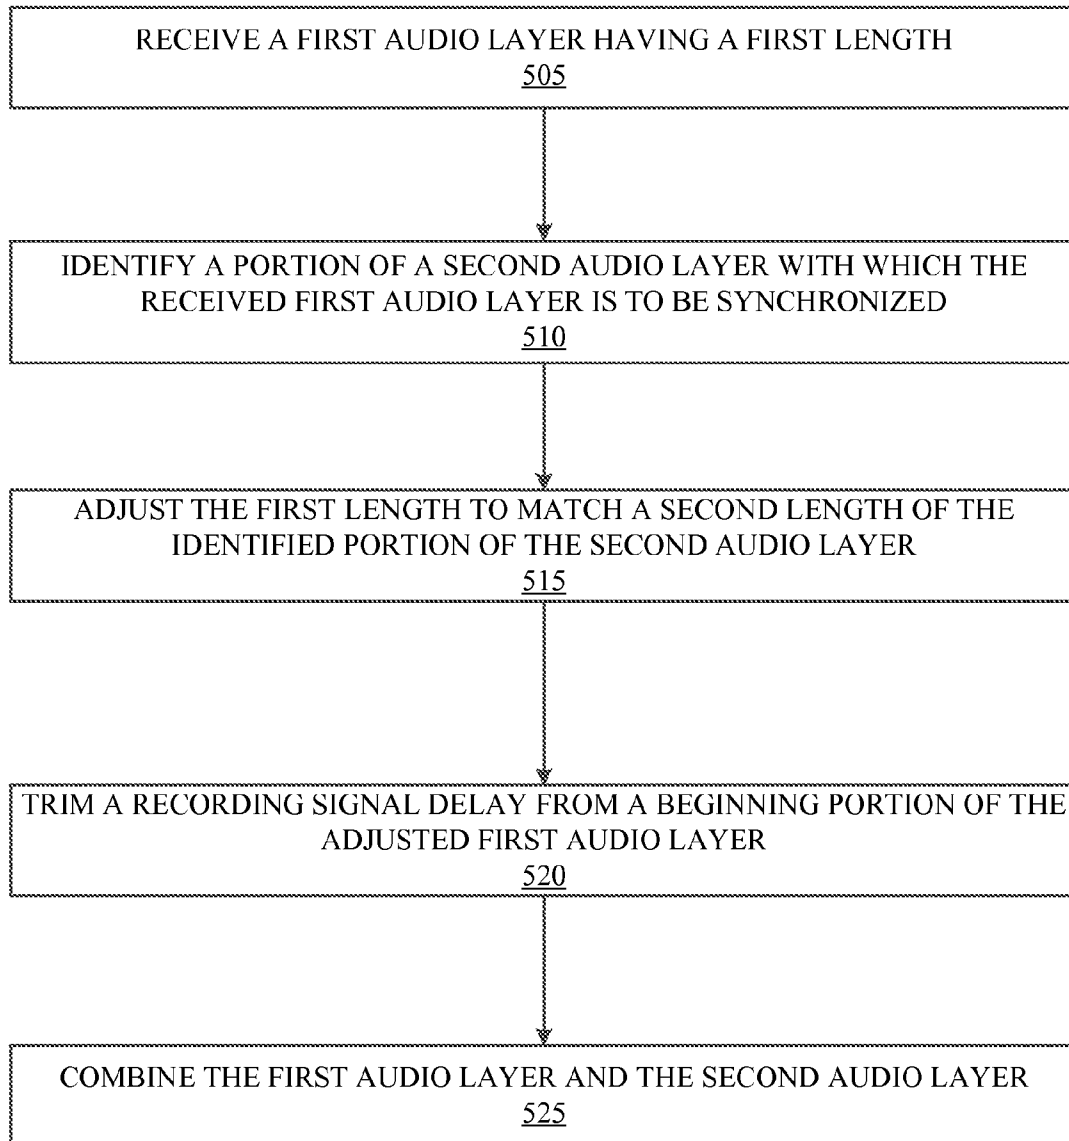 RECEIVE A FIRST AUDIO LAYER HAVING A FIRST LENGTH
505
IDENTIFY A PORTION OF A SECOND AUDIO LAYER WITH WHICH THE
RECEIVED FIRST AUDIO LAYER IS TO BE SYNCHRONIZED
510
ADJUST THE FIRST LENGTH TO MATCH A SECOND LENGTH OF THE
IDENTIFIED PORTION OF THE SECOND AUDIO LAYER
515
TRIM A RECORDING SIGNAL DELAY FROM A BEGINNING PORTION OF THE
ADJUSTED FIRST AUDIO LAYER
520
COMBINE THE FIRST AUDIO LAYER AND THE SECOND AUDIO LAYER
525